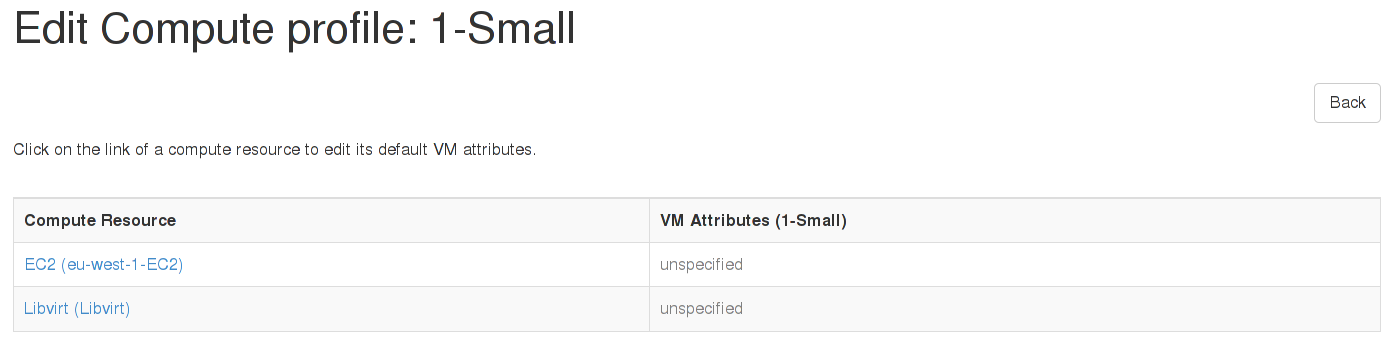 Edit Compute profile: 1-Small
Back
Click on the link of a compute resource to edit its default VM attributes.
Compute Resource VM Attributes (1-Small)
EC2 (eu-west-1-EC2) unspecified
Libvirt (Libvirt) unspecified